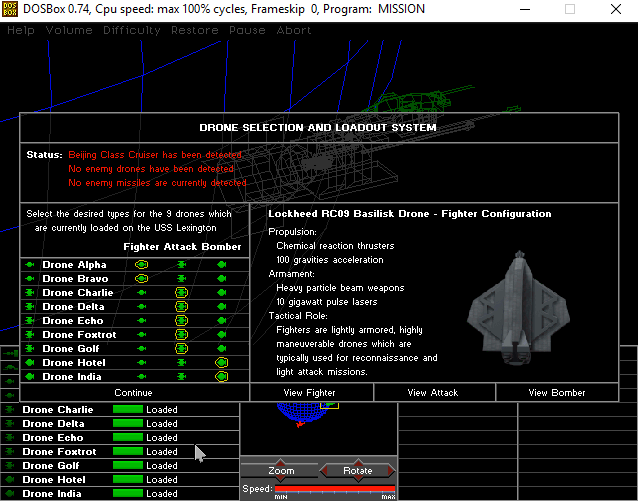 DOS
BOX
DOSBox 0.74, Cpu speed: max 100% cycles, Frameskip 0, Program: MISSION
Help Volume Difficulty Restore Pause Abort
DRONE SELECTION AND LOADOUT SYSTEM
Status: Beijing Class Cruiser has been detected
No enemy drones have been detected
No enemy missiles are currently detected
Select the desired types for the 9 drones which
are currently loaded on the USS Lexington
Fighter Attack Bomber
Drone Alpha
Drone Bravo
Drone Charlie
Drone Delta
Drone Echo
Drone Foxtrot
Drone Golf
Drone Hotel
Drone India
Lockheed RC09 Basilisk Drone - Fighter Configuration
Propulsion:
Chemical reaction thrusters
100 gravities acceleration
Armament:
Heavy particle beam weapons
10 gigawatt pulse lasers
Tactical Role:
Fighters are lightly armored, highly
maneuverable drones which are
typically used for reconnaissance and
light attack missions.
Continue
View Fighter
View Attack
View Bomber
Drone Charlie Loaded
Drone Delta Loaded
Drone Echo Loaded
Drone Foxtrot Loaded
Drone Golf Loaded
Drone Hotel Loaded
Drone India Loaded
Zoom
Rotate
Speed:
MIN MAX